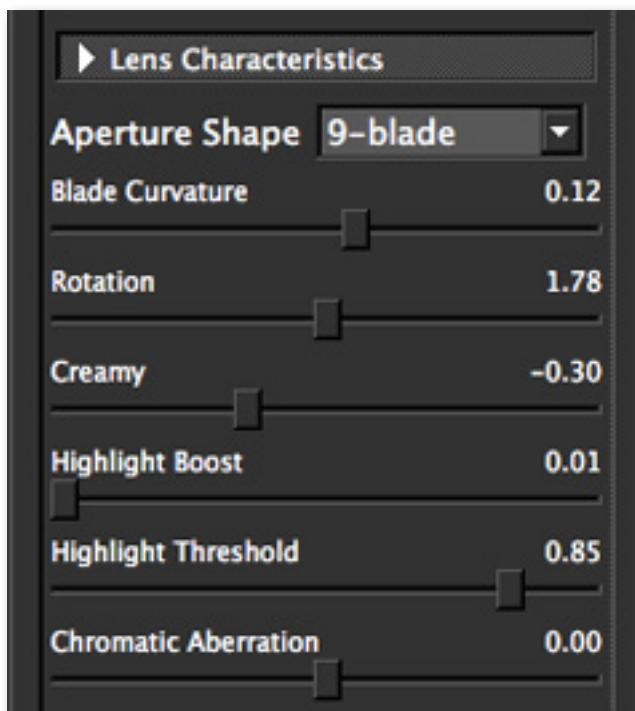 Lens Characteristics
Aperture Shape 9-blade
Blade Curvature 0.12
Rotation 1.78
Creamy -0.30
Highlight Boost 0.01
Highlight Threshold 0.85
Chromatic Aberration 0.00